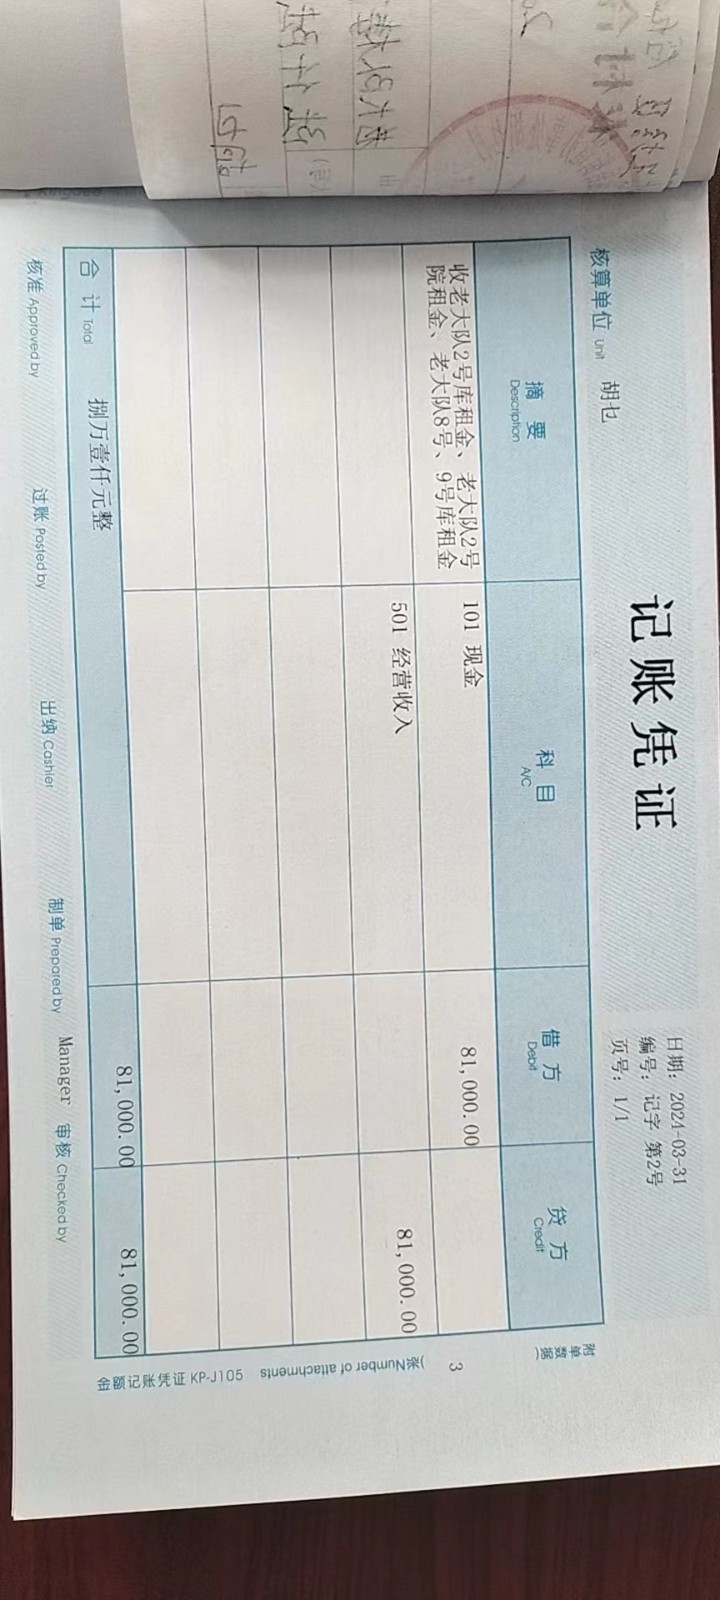 记账凭证
日期： 2024-03-31
编号： 记字 第2号
页号： 1/1
核算单位 Unit 胡七
摘要 Description 科目 A/C 借方 Debit 贷方 Credit
收老大队2号库租金、老大队2号院租金、老大队8号、9号库租金 101 现金 81,000.00
501 经营收入 81,000.00
合计 Total 捌万壹仟元整 81,000.00 81,000.00
附单数据( 3 )张 Number of attachments
金额记账凭证 KP-J105
核准 Approved by 过账 Posted by 出纳 Cashier 制单 Prepared by Manager 审核 Checked by